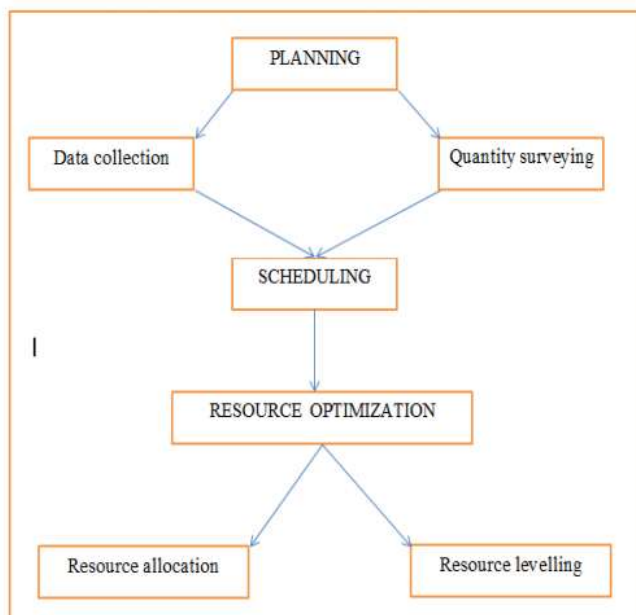 PLANNING
Data collection
Quantity surveying
SCHEDULING
RESOURCE OPTIMIZATION
Resource allocation
Resource levelling